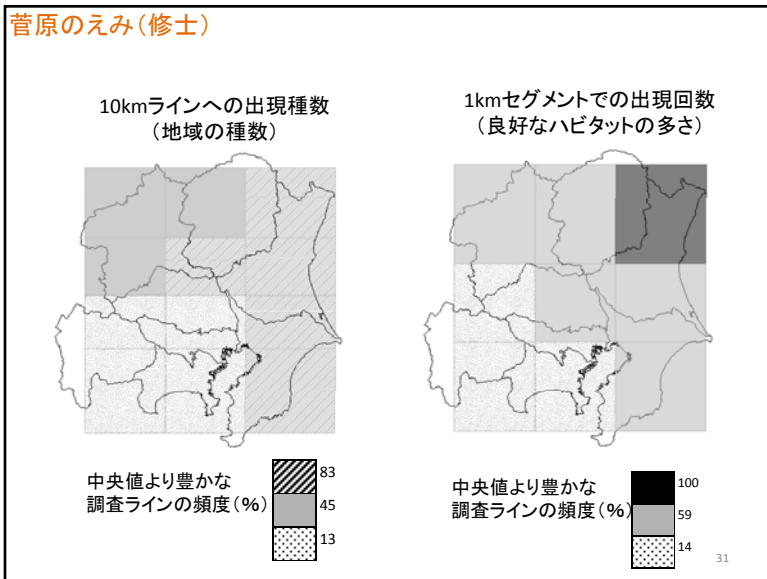 菅原のえみ(修士)
10kmラインへの出現種数
(地域の種数)
1kmセグメントでの出現回数
(良好なハビタットの多さ)
中央値より豊かな
調査ラインの頻度(%)
83
45
13
中央値より豊かな
調査ラインの頻度(%)
100
59
14
31